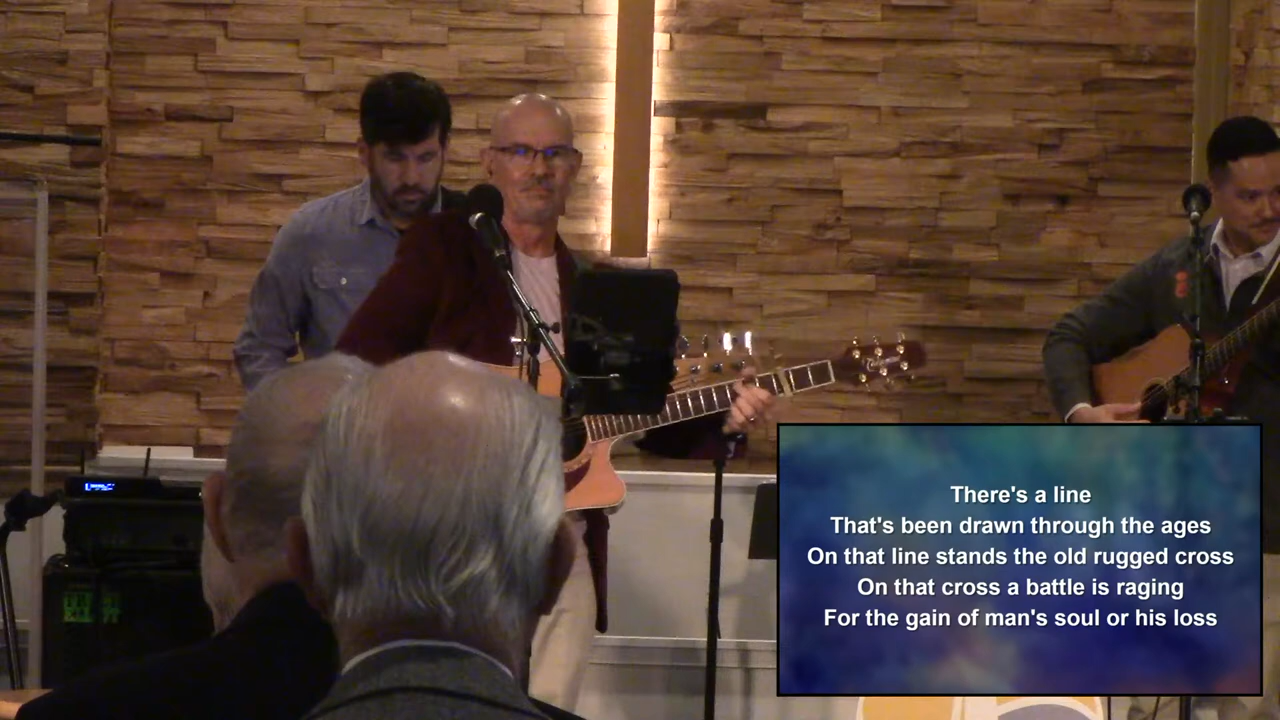 There's a line
That's been drawn through the ages
On that line stands the old rugged cross
On that cross a battle is raging
For the gain of man's soul or his loss